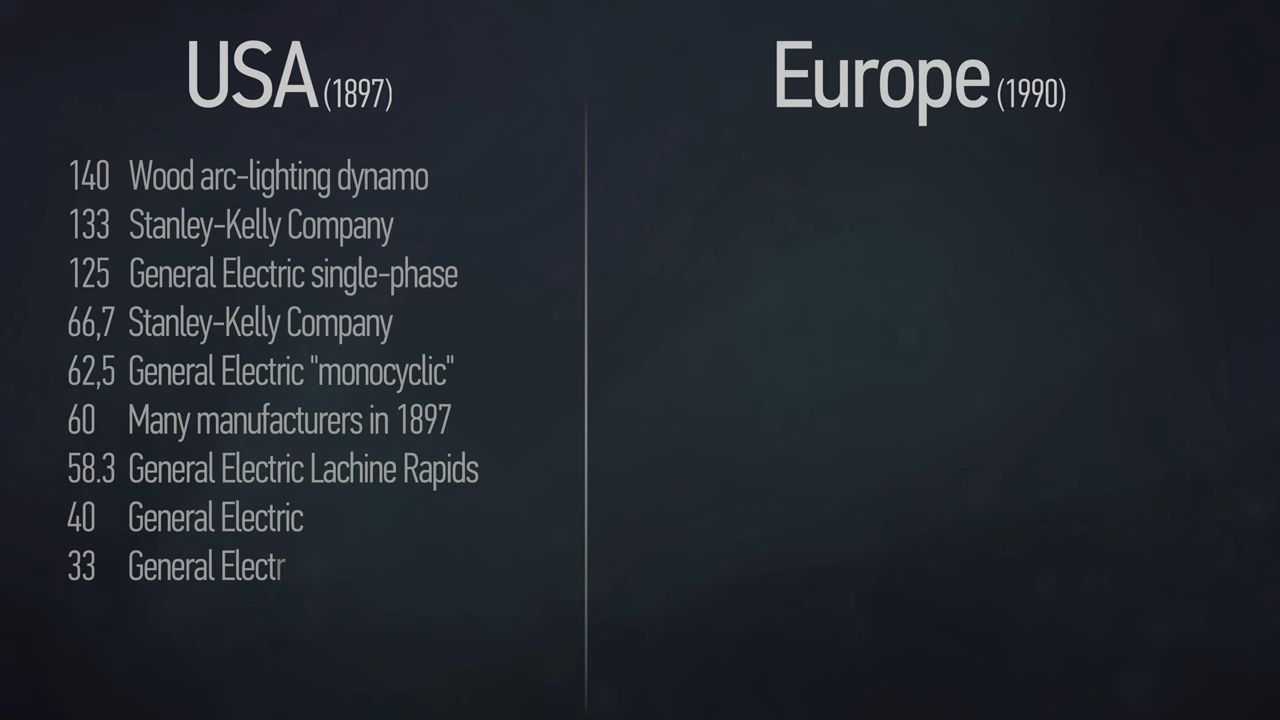 USA (1897)
140 Wood arc-lighting dynamo
133 Stanley-Kelly Company
125 General Electric single-phase
66,7 Stanley-Kelly Company
62,5 General Electric "monocyclic"
60 Many manufacturers in 1897
58.3 General Electric Lachine Rapids
40 General Electric
33 General Electr
Europe (1990)